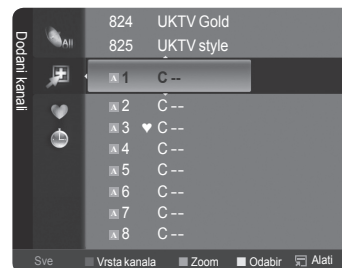 Dodani kanali
All
824 UKTV Gold
825 UKTV style
A 1 C --
A 2 C --
A 3 ♥ C --
A 4 C --
A 5 C --
A 6 C --
A 7 C --
A 8 C --
Sve Vrsta kanala Zoom Odabir Alati